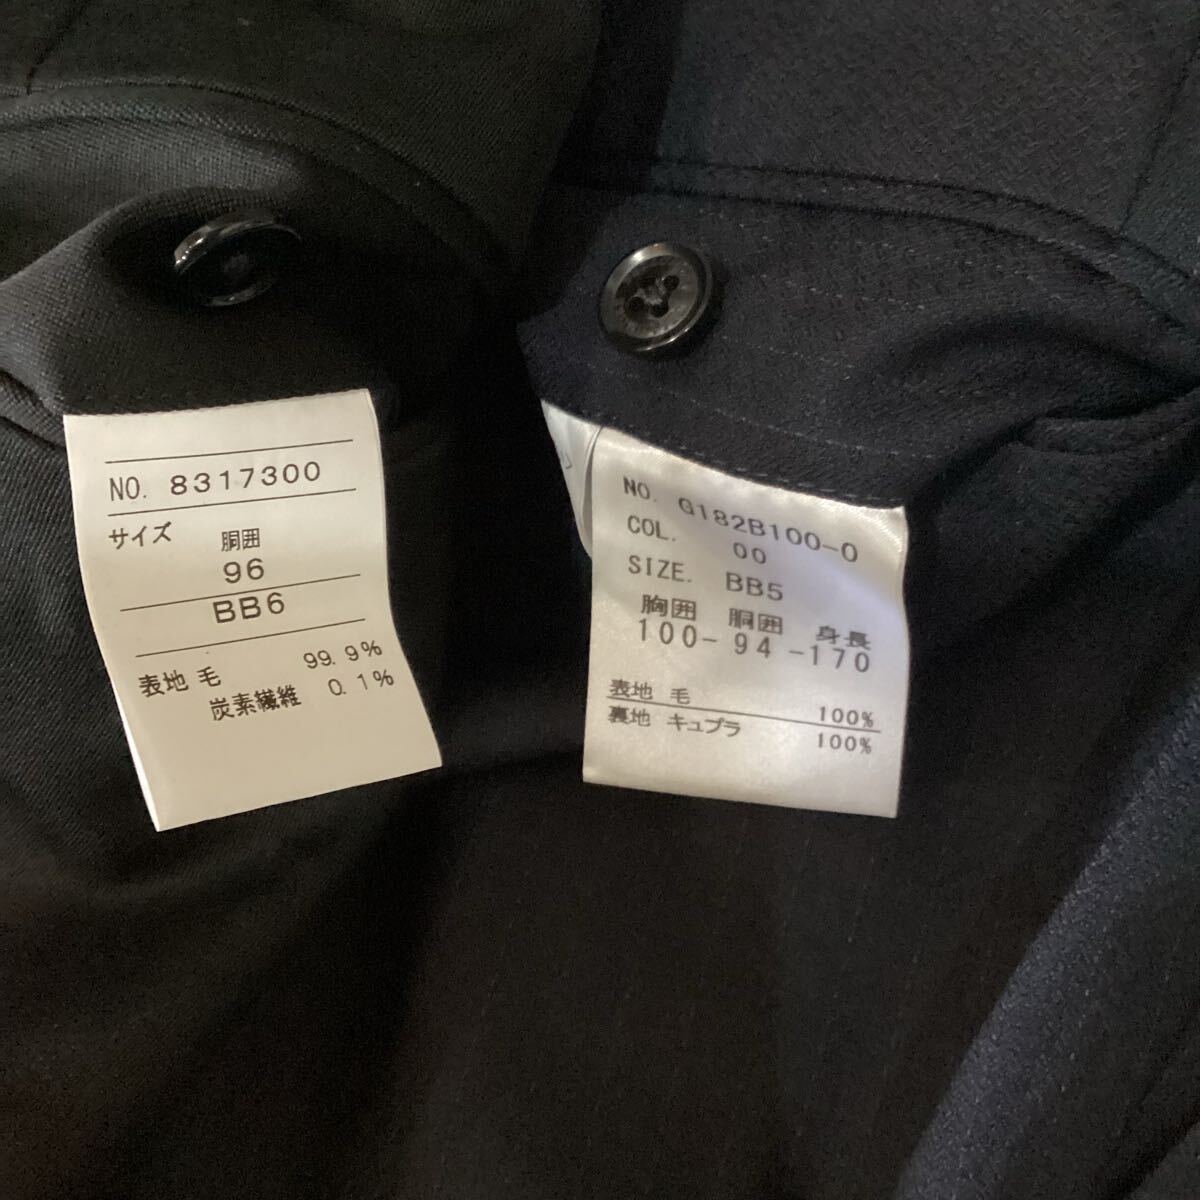 NO. 8317300
サイズ 胴囲
96
BB6
表地 毛 99.9%
炭素繊維 0.1%
NO. G182B100-0
COL. 00
SIZE. BB5
胸囲 胴囲 身長
100-94-170
表地 毛 100%
裏地 キュプラ 100%